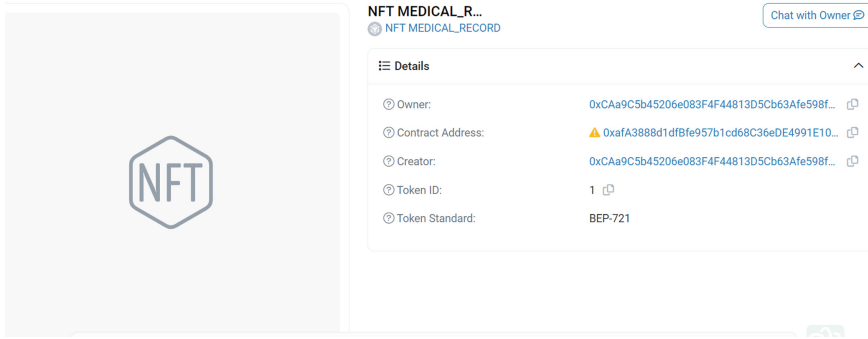 NFT MEDICAL_R...
NFT MEDICAL_RECORD
Chat with Owner
Details
Owner: 0xCAa9C5b45206e083F4F44813D5Cb63Afe598f...
Contract Address: 0xafA3888d1dfBfe957b1cd68C36eDE4991E10...
Creator: 0xCAa9C5b45206e083F4F44813D5Cb63Afe598f...
Token ID: 1
Token Standard: BEP-721
NFT